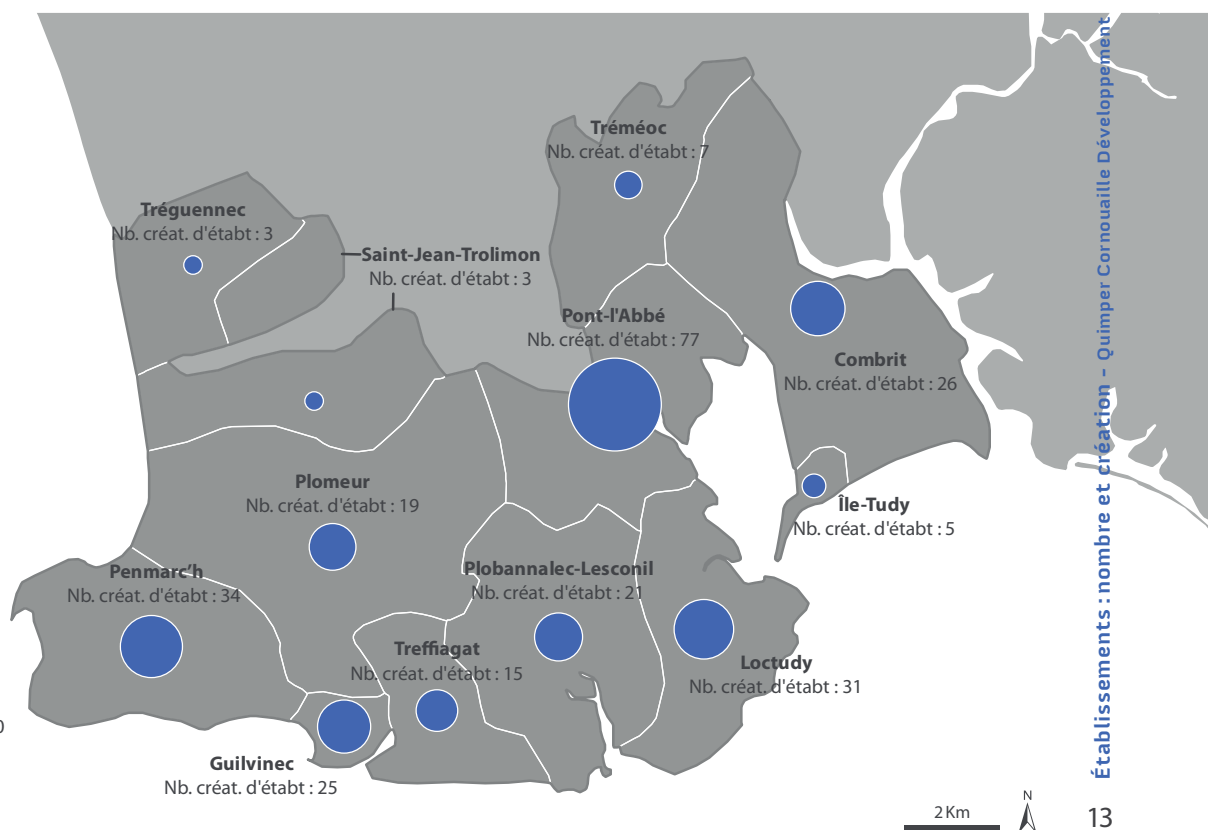 Tréméoc
Nb. créat. d'étabt : 7
Tréguennec
Nb. créat. d'étabt : 3
Saint-Jean-Trolimon
Nb. créat. d'étabt : 3
Pont-l'Abbé
Nb. créat. d'étabt : 77
Combrit
Nb. créat. d'étabt : 26
Plomeur
Nb. créat. d'étabt : 19
Île-Tudy
Nb. créat. d'étabt : 5
Penmarc'h
Nb. créat. d'étabt : 34
Plobannalec-Lesconil
Nb. créat. d'étabt : 21
Treffiagat
Nb. créat. d'étabt : 15
Loctudy
Nb. créat. d'étabt : 31
0
Guilvinec
Nb. créat. d'étabt : 25
2 Km
N
13
Établissements : nombre et création - Quimper Cornouaille Développement